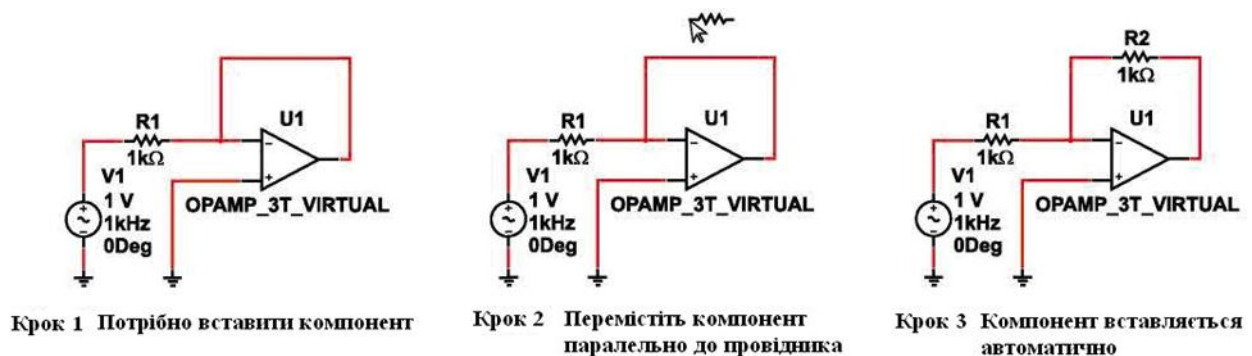 R1
1kΩ
U1
V1
1 V
1kHz
0Deg
OPAMP_3T_VIRTUAL
Крок 1 Потрібно вставити компонент
R1
1kΩ
U1
V1
1 V
1kHz
0Deg
OPAMP_3T_VIRTUAL
Крок 2 Перемістіть компонент
паралельно до провідника
R2
1kΩ
R1
1kΩ
U1
V1
1 V
1kHz
0Deg
OPAMP_3T_VIRTUAL
Крок 3 Компонент вставляється
автоматично